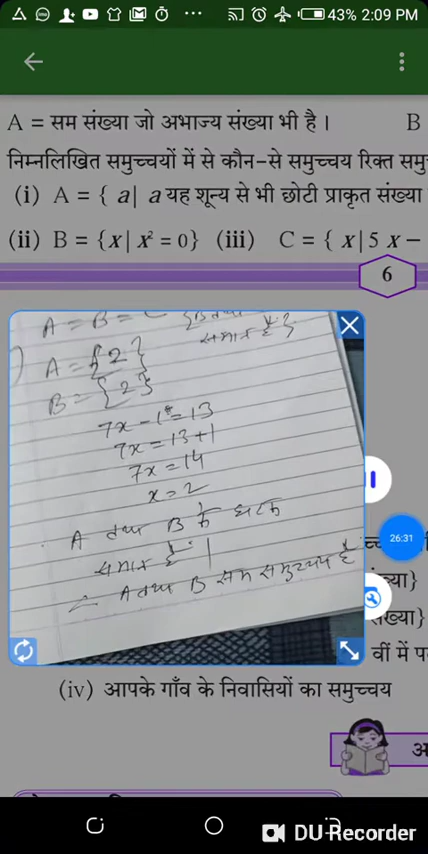 43% 2:09 PM
A = सम संख्या जो अभाज्य संख्या भी है । B
निम्नलिखित समुच्चयों में से कौन-से समुच्चय रिक्त समु
(i) A = { a| a यह शून्य से भी छोटी प्राकृत संख्या
(ii) B = {x| x² = 0} (iii) C = { x|5 x –
6
A = B =
समान है }
A = {2}
B = {2}
7x - 1 = 13
7x = 13+1
7x = 14
x = 2
A तथा B के घटक
समान है |
∴ A तथा B सम समुच्चय है
26:31
च्च
ख्या}
ख्या}
वीं में प
(iv) आपके गाँव के निवासियों का समुच्चय
अ
DU Recorder